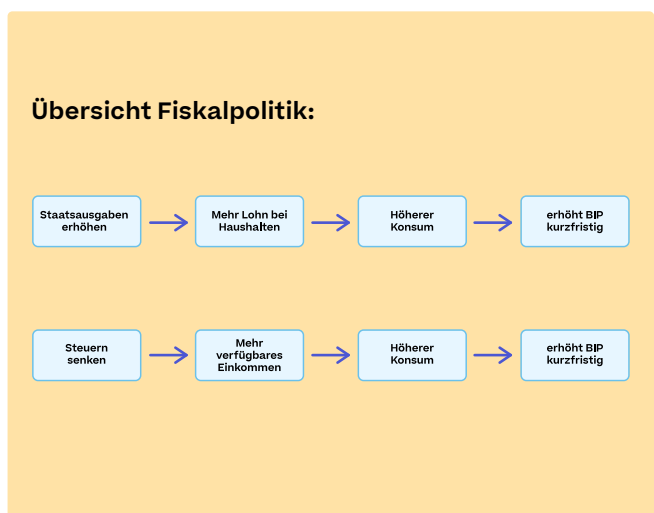 Übersicht Fiskalpolitik:
Staatsausgaben
erhöhen
Mehr Lohn bei
Haushalten
Höherer
Konsum
erhöht BIP
kurzfristig
Steuern
senken
Mehr
verfügbares
Einkommen
Höherer
Konsum
erhöht BIP
kurzfristig